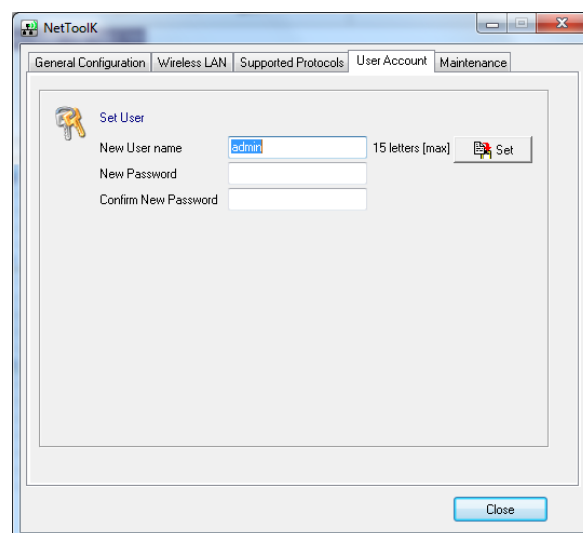 NetToolK
General Configuration Wireless LAN Supported Protocols User Account Maintenance
Set User
New User name admin 15 letters [max] Set
New Password
Confirm New Password
Close